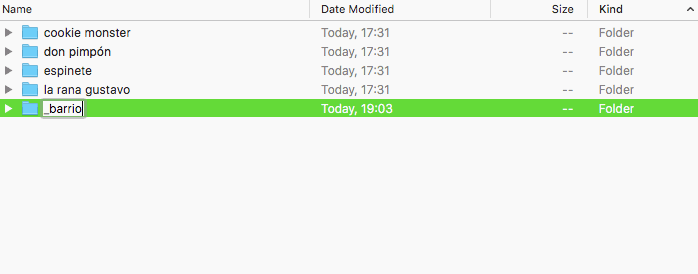 Name Date Modified Size Kind
cookie monster Today, 17:31 -- Folder
don pimpón Today, 17:31 -- Folder
espinete Today, 17:31 -- Folder
la rana gustavo Today, 17:31 -- Folder
_barrio Today, 19:03 -- Folder